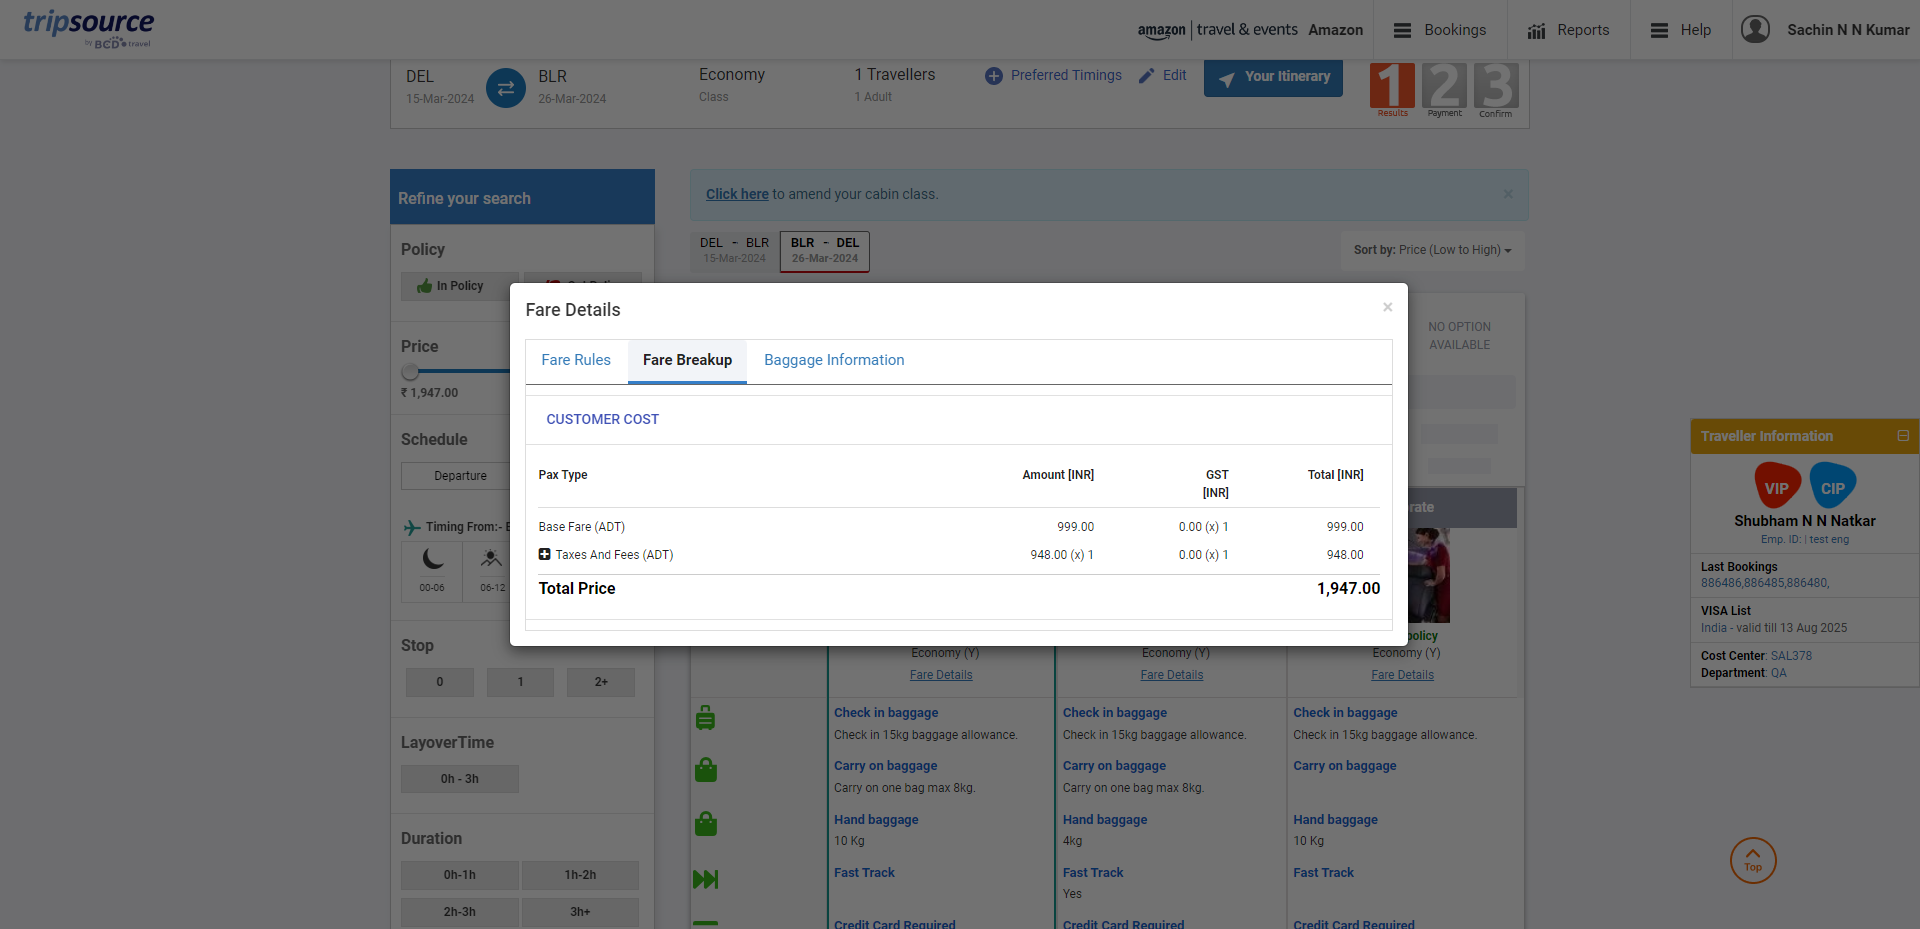 tripsource
by BCD travel
amazon | travel & events Amazon
Bookings
Reports
Help
Sachin N N Kumar
DEL
15-Mar-2024
BLR
26-Mar-2024
Economy
Class
1 Travellers
1 Adult
Preferred Timings
Edit
Your Itinerary
1 2 3
Results Payment Confirm
Refine your search
Policy
In Policy
Price
₹ 1,947.00
Schedule
Departure
Timing From:-
00-06
06-12
Stop
0 1 2+
LayoverTime
0h - 3h
Duration
0h-1h 1h-2h
2h-3h 3h+
Click here to amend your cabin class.
×
DEL - BLR
15-Mar-2024
BLR - DEL
26-Mar-2024
Sort by: Price (Low to High)
NO OPTION
AVAILABLE
Fare Details
×
Fare Rules Fare Breakup Baggage Information
CUSTOMER COST
Pax Type Amount [INR] GST [INR] Total [INR]
Base Fare (ADT) 999.00 0.00 (x) 1 999.00
Taxes And Fees (ADT) 948.00 (x) 1 0.00 (x) 1 948.00
Total Price 1,947.00
rate
policy
Economy (Y) Economy (Y) Economy (Y)
Fare Details Fare Details Fare Details
Check in baggage Check in baggage Check in baggage
Check in 15kg baggage allowance. Check in 15kg baggage allowance. Check in 15kg baggage allowance.
Carry on baggage Carry on baggage Carry on baggage
Carry on one bag max 8kg. Carry on one bag max 8kg.
Hand baggage Hand baggage Hand baggage
10 Kg 4kg 10 Kg
Fast Track Fast Track Fast Track
Yes
Credit Card Required Credit Card Required Credit Card Required
Traveller Information
VIP CIP
Shubham N N Natkar
Emp. ID: | test eng
Last Bookings
886486,886485,886480,
VISA List
India - valid till 13 Aug 2025
Cost Center: SAL378
Department: QA
Top